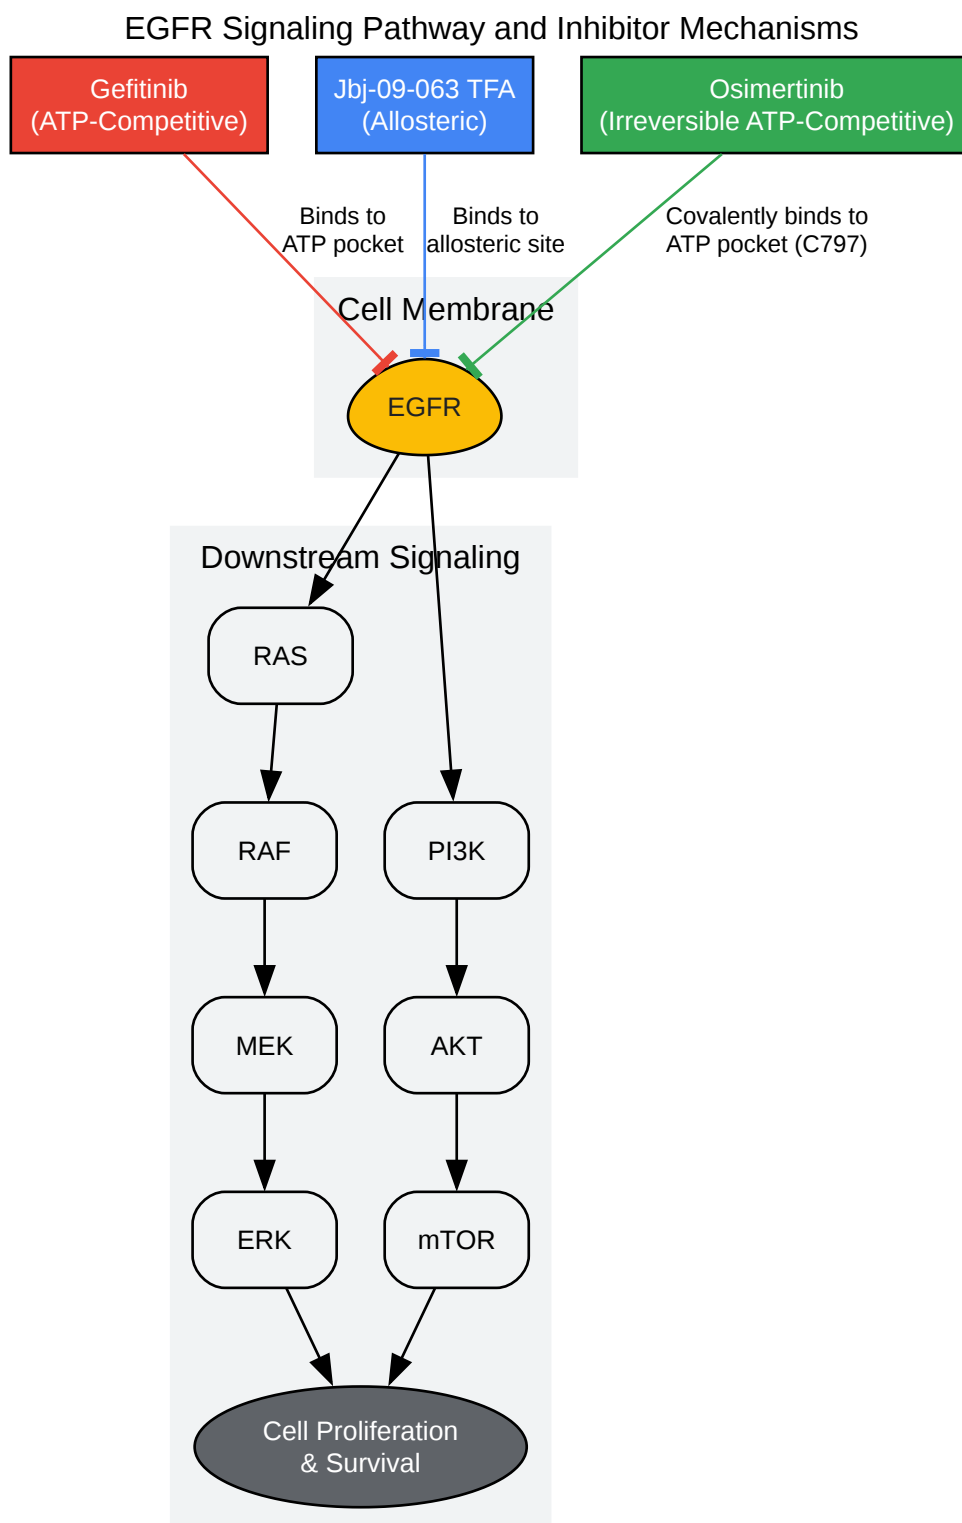 EGFR Signaling Pathway and Inhibitor Mechanisms
Gefitinib
(ATP-Competitive)
Jbj-09-063 TFA
(Allosteric)
Osimertinib
(Irreversible ATP-Competitive)
Binds to
ATP pocket
Binds to
allosteric site
Covalently binds to
ATP pocket (C797)
Cell Membrane
EGFR
Downstream Signaling
RAS
RAF
PI3K
MEK
AKT
ERK
mTOR
Cell Proliferation
& Survival